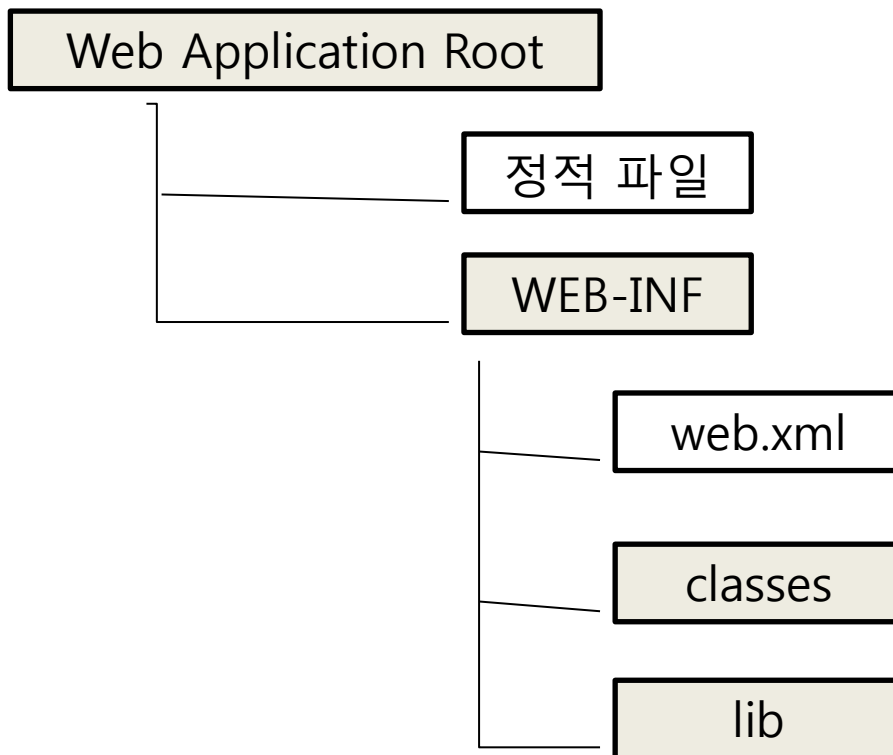 Web Application Root
정적 파일
WEB-INF
web.xml
classes
lib